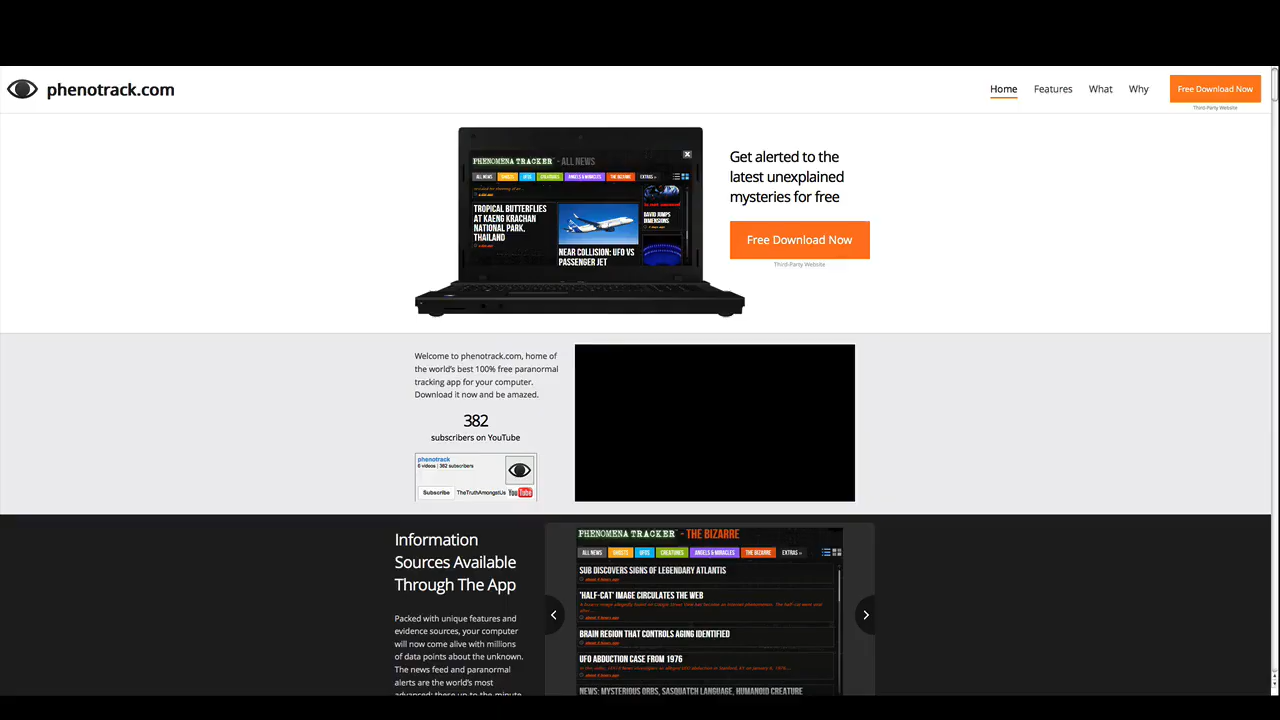 phenotrack.com
Home
Features
What
Why
Free Download Now
Third-Party Website
PHENOMENA TRACKER - ALL NEWS
ALL NEWS
GHOSTS
UFOS
CREATURES
ANGELS & MIRACLES
THE BIZARRE
EXTRAS »
TROPICAL BUTTERFLIES
AT KAENG KRACHAN
NATIONAL PARK,
THAILAND
NEAR COLLISION: UFO VS
PASSENGER JET
DAVID JUMPS
DIMENSIONS
Get alerted to the
latest unexplained
mysteries for free
Free Download Now
Third-Party Website
Welcome to phenotrack.com, home of
the world's best 100% free paranormal
tracking app for your computer.
Download it now and be amazed.
382
subscribers on YouTube
phenotrack
0 videos | 382 subscribers
Subscribe
TheTruthAmongstUs
YouTube
Information
Sources Available
Through The App
Packed with unique features and
evidence sources, your computer
will now come alive with millions
of data points about the unknown.
The news feed and paranormal
alerts are the world's most
advanced; there up-to-the minute
PHENOMENA TRACKER - THE BIZARRE
ALL NEWS
GHOSTS
UFOS
CREATURES
ANGELS & MIRACLES
THE BIZARRE
EXTRAS »
SUB DISCOVERS SIGNS OF LEGENDARY ATLANTIS
'HALF-CAT' IMAGE CIRCULATES THE WEB
BRAIN REGION THAT CONTROLS AGING IDENTIFIED
UFO ABDUCTION CASE FROM 1976
NEWS: MYSTERIOUS ORBS, SASQUATCH LANGUAGE, HUMANOID CREATURE